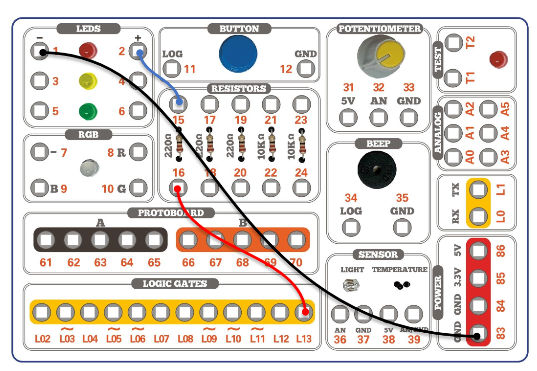 LEDS
BUTTON
POTENTIOMETER
TEST
- +
1 2
3 4
5 6
LOG
11
GND
12
T2
T1
31 32 33
5V AN GND
RESISTORS
15 17 19 21 23
220Ω 220Ω 220Ω 10KΩ 10KΩ
16 18 20 22 24
ANALOG
A2 A5
A1 A4
A0 A3
RGB
- 7 8 R
B 9 10 G
BEEP
34 35
LOG GND
TX L1
RX L0
PROTOBOARD
A B
61 62 63 64 65 66 67 68 69 70
SENSOR
LIGHT TEMPERATURE
AN GND 5V AN/GND
36 37 38 39
POWER
5V 86
3.3V 85
GND 84
GND 83
LOGIC GATES
~ ~ ~ ~ ~ ~
L02 L03 L04 L05 L06 L07 L08 L09 L10 L11 L12 L13